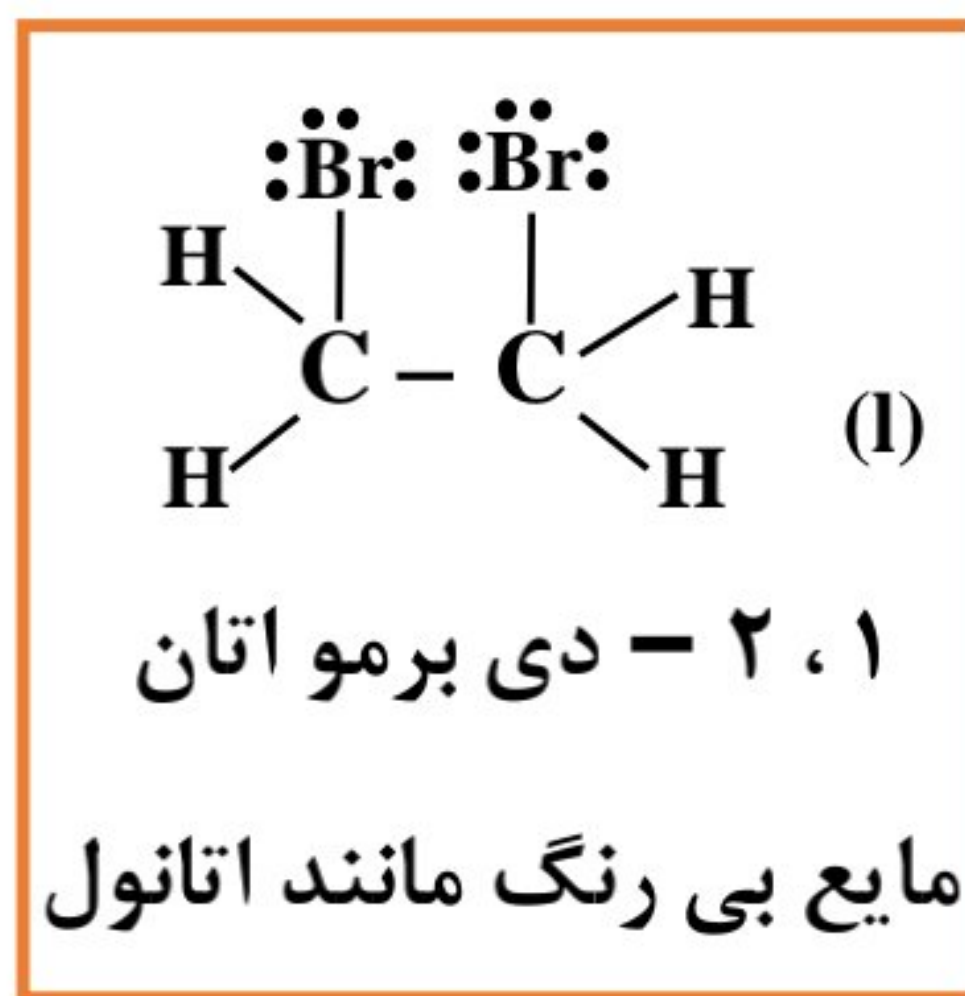 Br Br
H
H
C – C
(l)
H
H
۱ ، ۲ – دی برمو اتان
مایع بی رنگ مانند اتانول